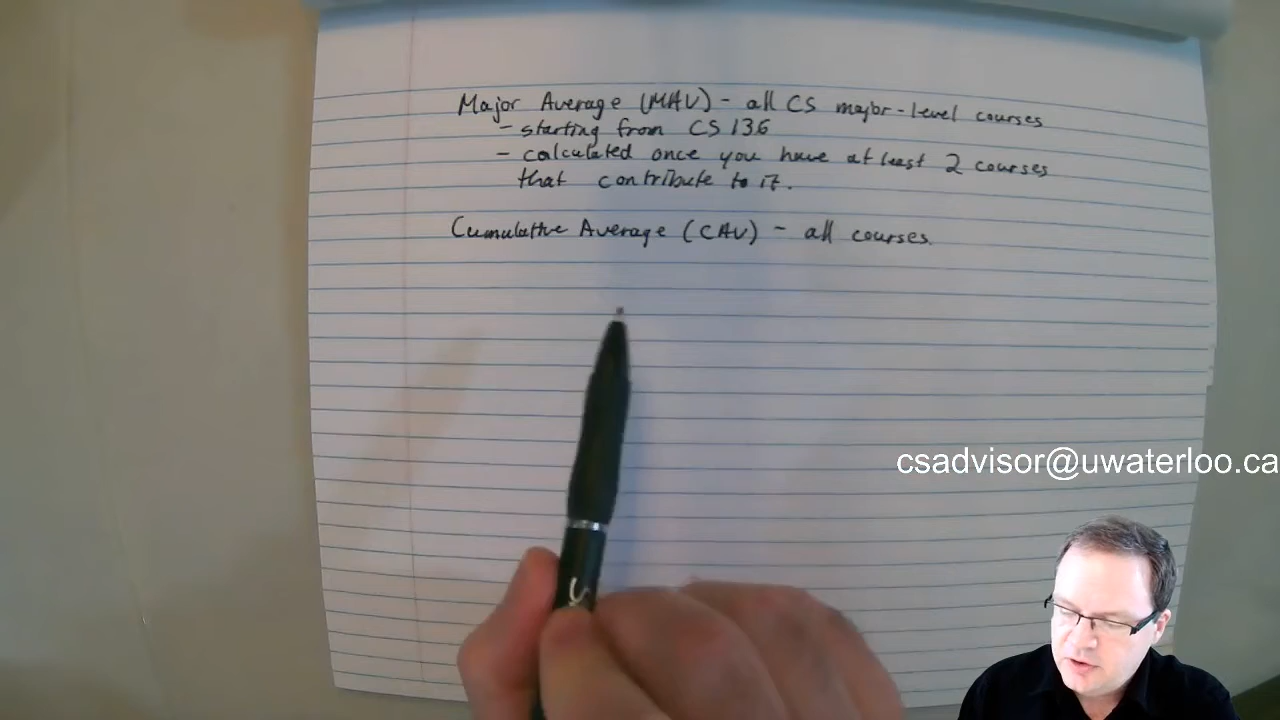 Major Average (MAV) - all CS major-level courses
- starting from CS 136
- calculated once you have at least 2 courses
that contribute to it.
Cumulative Average (CAV) - all courses.
csadvisor@uwaterloo.ca